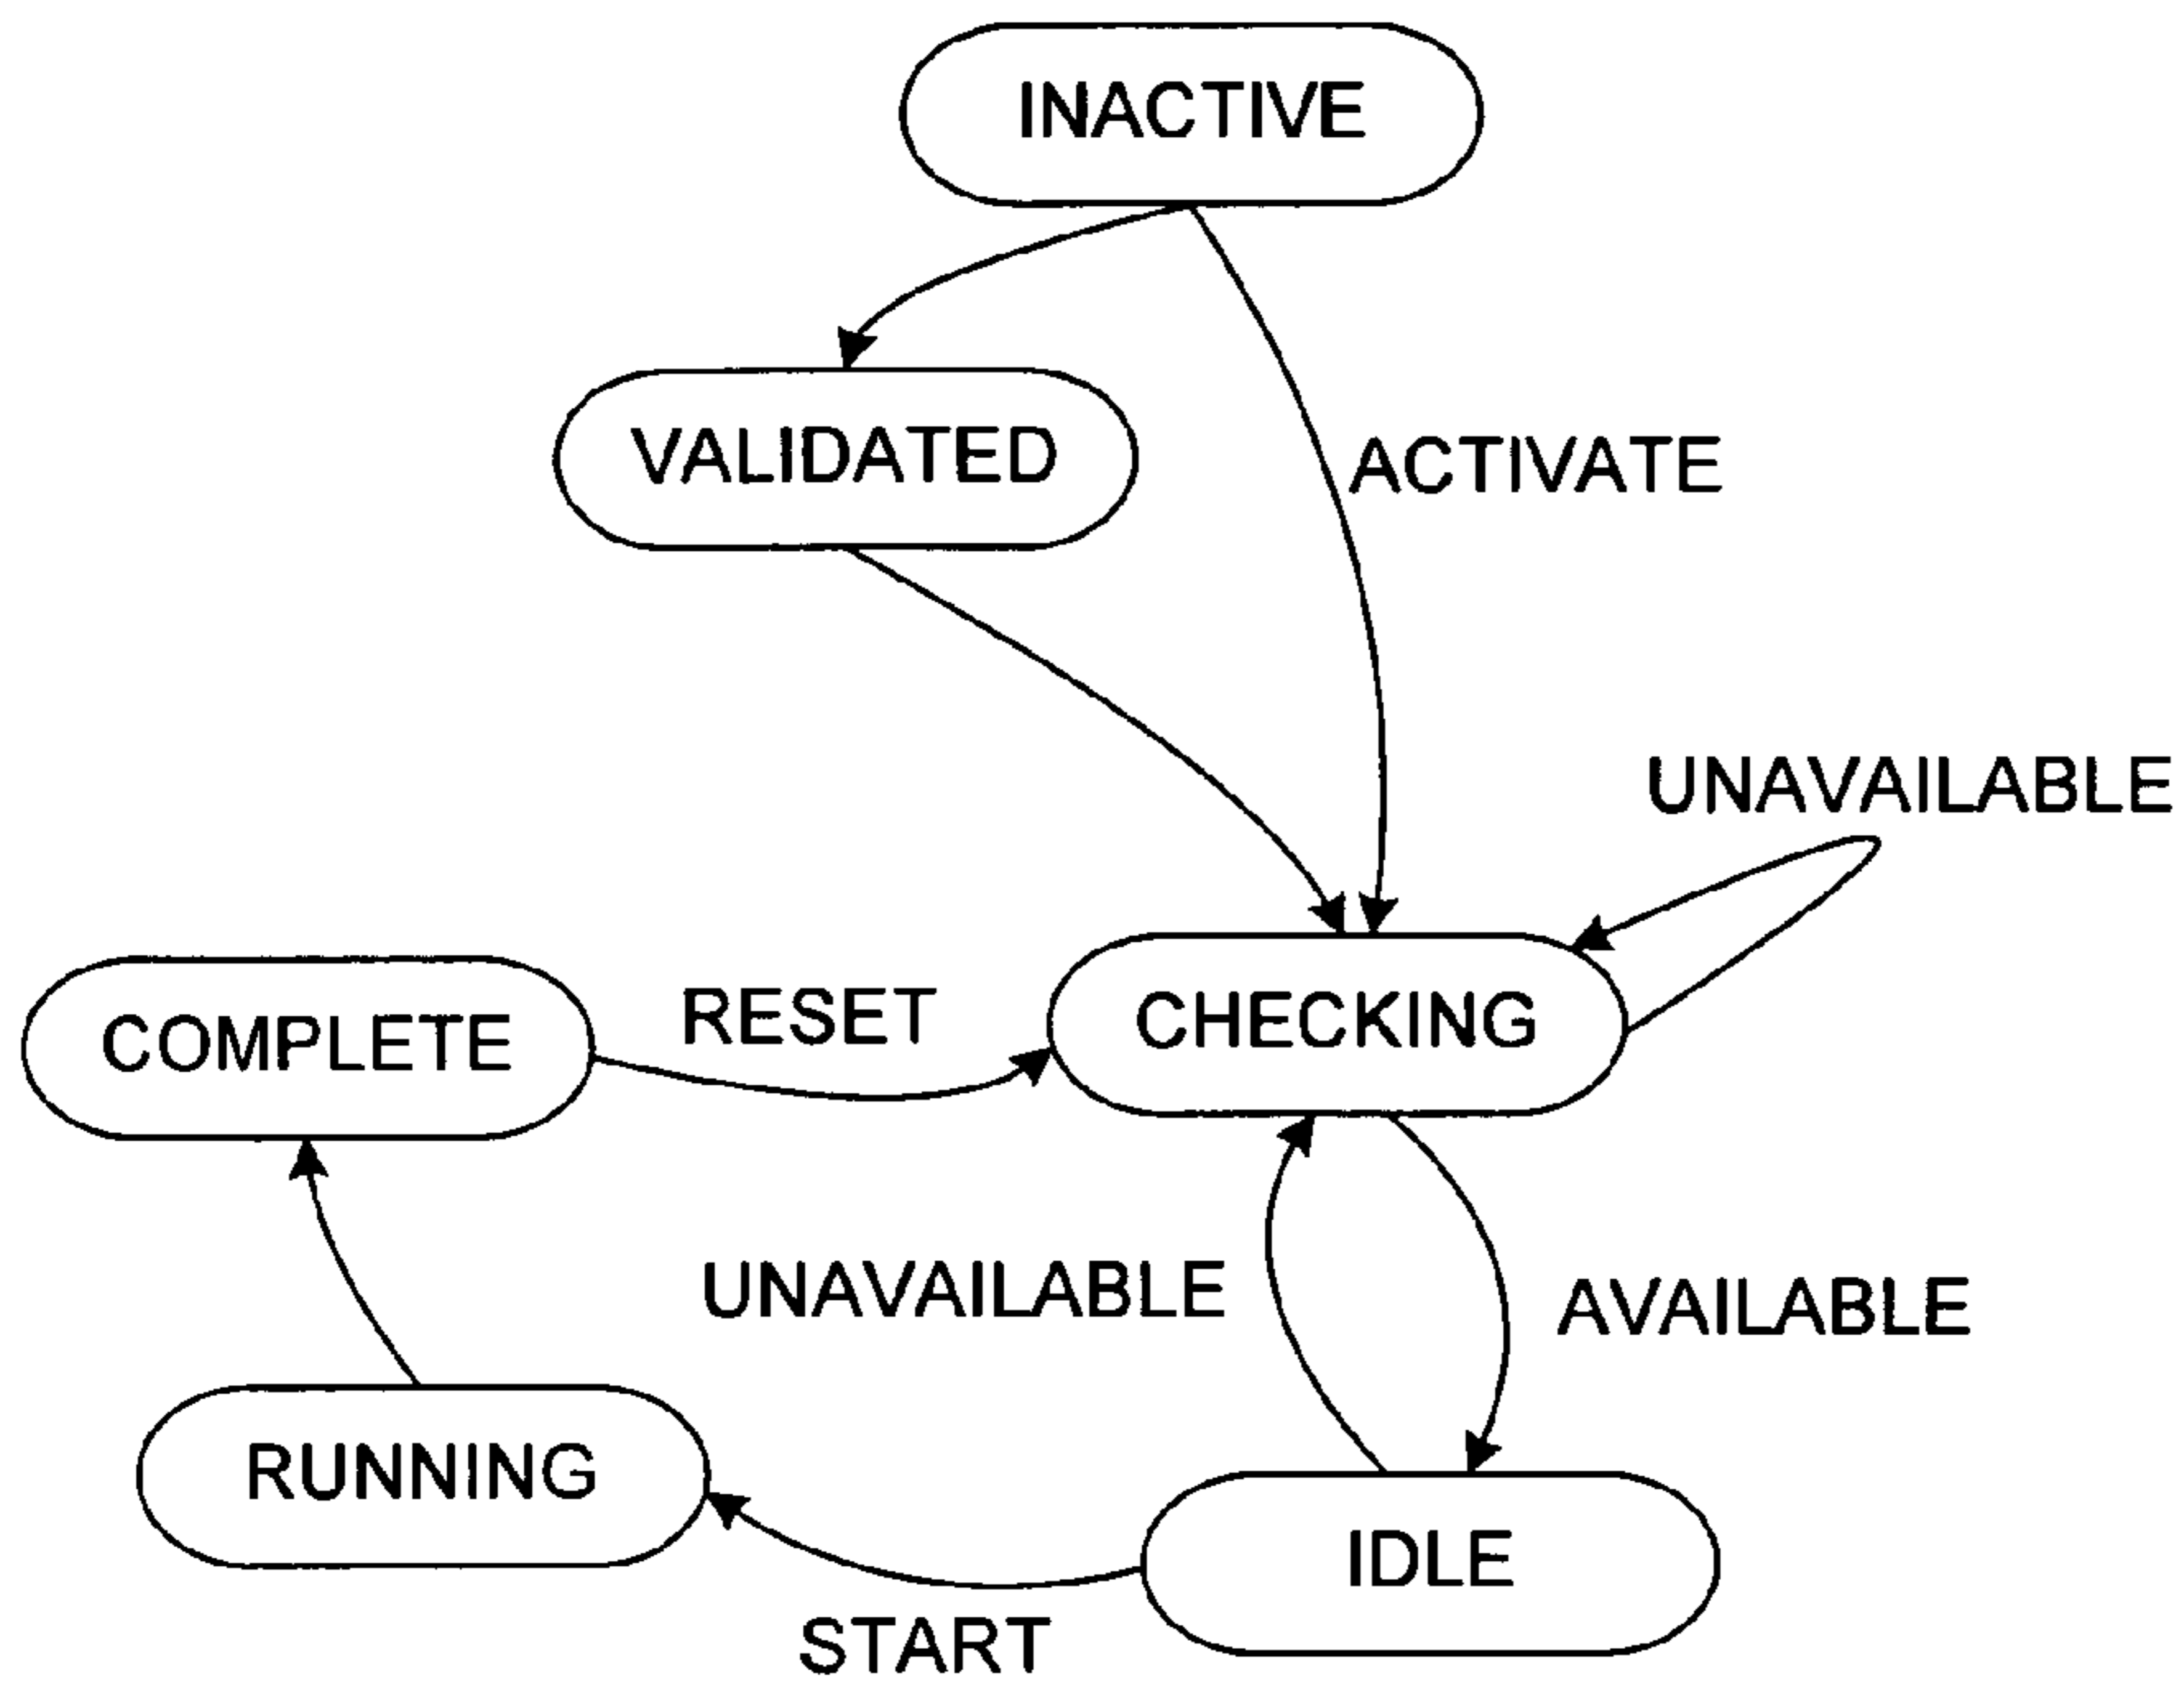 INACTIVE
VALIDATED
ACTIVATE
UNAVAILABLE
COMPLETE
RESET
CHECKING
UNAVAILABLE
AVAILABLE
RUNNING
IDLE
START